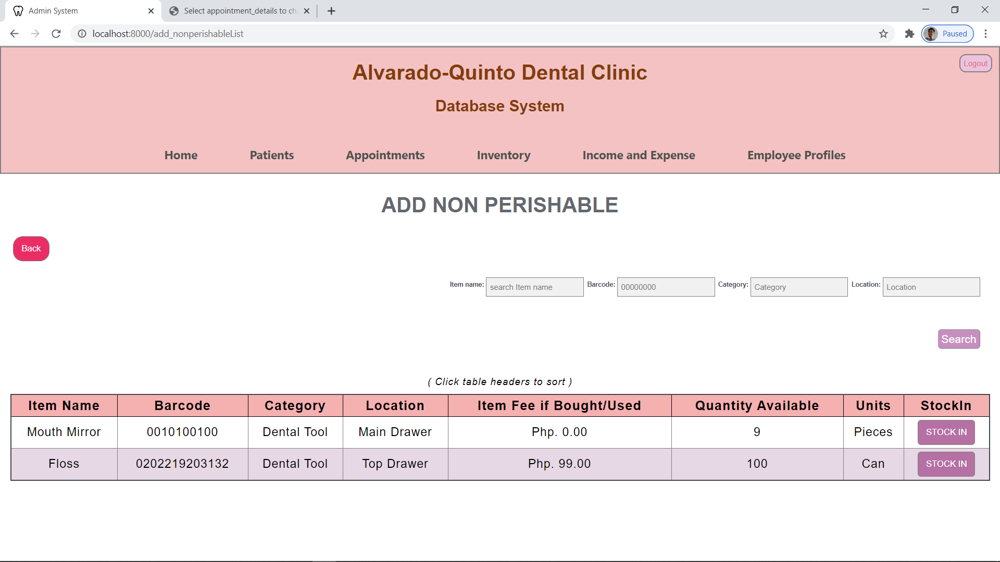 Admin System
Select appointment_details to ch
localhost:8000/add_nonperishableList
Paused
Alvarado-Quinto Dental Clinic
Logout
Database System
Home Patients Appointments Inventory Income and Expense Employee Profiles
ADD NON PERISHABLE
Back
Item name: search Item name Barcode: 00000000 Category: Category Location: Location
Search
( Click table headers to sort )
Item Name Barcode Category Location Item Fee if Bought/Used Quantity Available Units StockIn
Mouth Mirror 0010100100 Dental Tool Main Drawer Php. 0.00 9 Pieces STOCK IN
Floss 0202219203132 Dental Tool Top Drawer Php. 99.00 100 Can STOCK IN